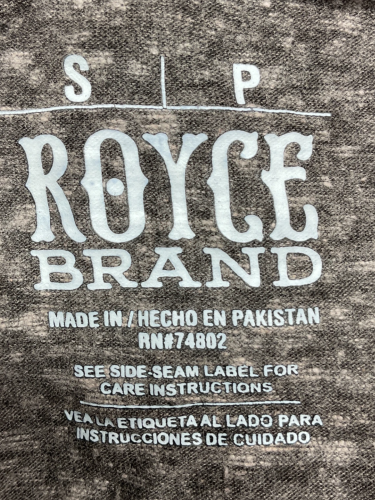 S | P
ROYCE
BRAND
MADE IN / HECHO EN PAKISTAN
RN#74802
SEE SIDE-SEAM LABEL FOR
CARE INSTRUCTIONS
VEA LA ETIQUETA AL LADO PARA
INSTRUCCIONES DE CUIDADO